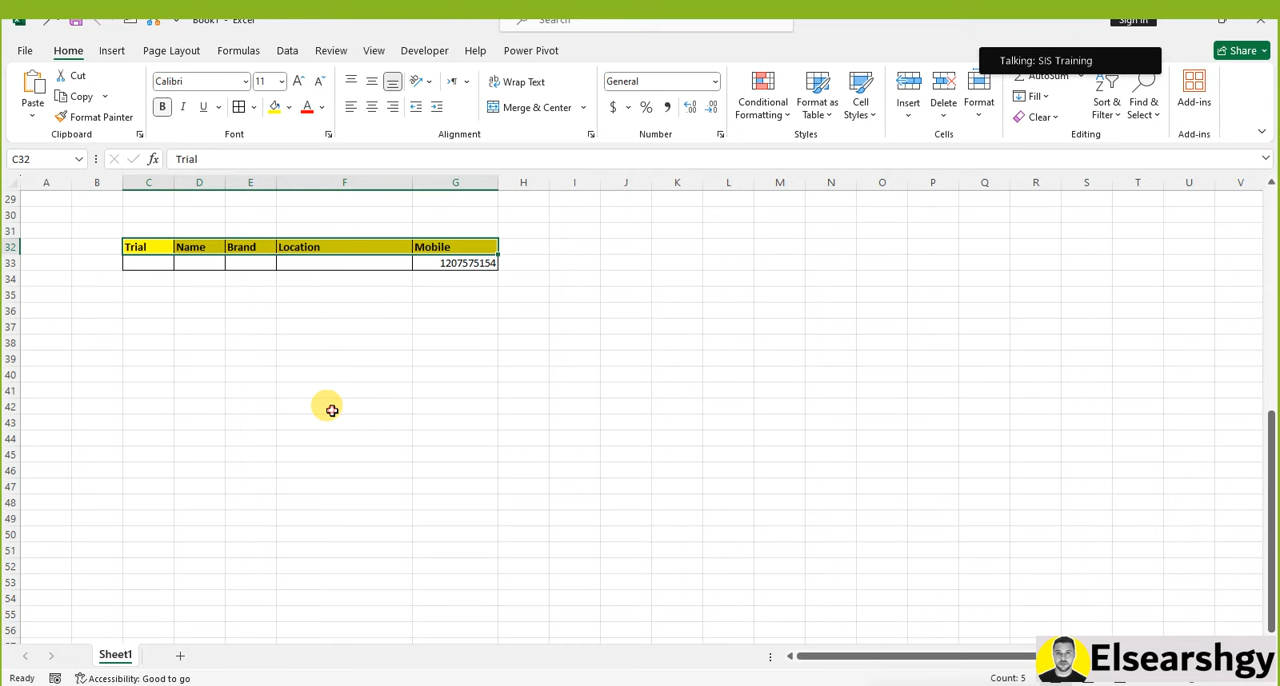 Book1 - Excel
Search
Sign in
File Home Insert Page Layout Formulas Data Review View Developer Help Power Pivot
Share
Talking: SIS Training
Paste
Cut
Copy
Format Painter
Clipboard
Calibri 11
B I U
Font
Wrap Text
Merge & Center
Alignment
General
$ % ,
Number
Conditional Formatting
Format as Table
Cell Styles
Styles
Insert Delete Format
Cells
AutoSum
Fill
Clear
Sort & Filter
Find & Select
Editing
Add-ins
Add-ins
C32 fx Trial
A B C D E F G H I J K L M N O P Q R S T U V
29
30
31
32 Trial Name Brand Location Mobile
33 1207575154
34
35
36
37
38
39
40
41
42
43
44
45
46
47
48
49
50
51
52
53
54
55
56
Sheet1
Ready Accessibility: Good to go Count: 5
Elsearshgy